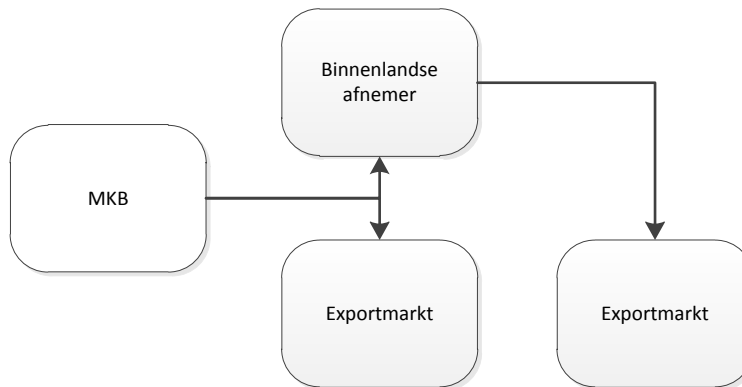 Binnenlandse
afnemer
MKB
Exportmarkt
Exportmarkt